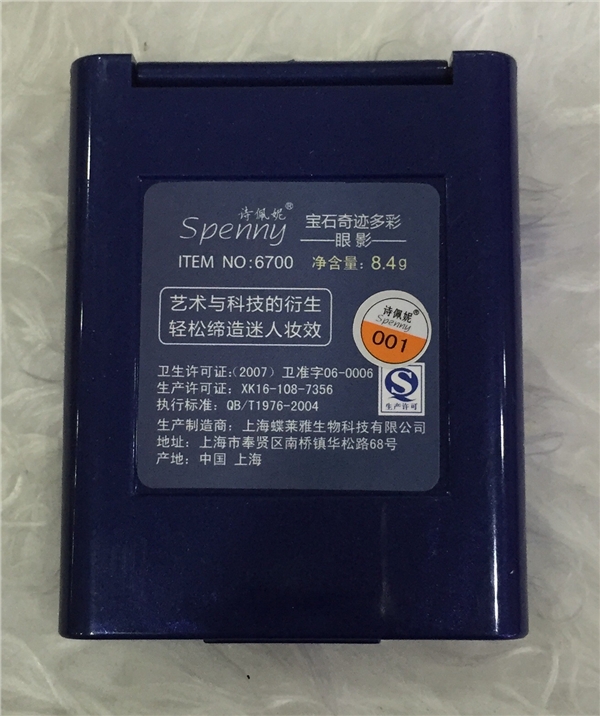 诗佩妮®
Spenny
宝石奇迹多彩
眼影
ITEM NO:6700 净含量: 8.4g
艺术与科技的衍生
轻松缔造迷人妆效
诗佩妮®
Spenny
001
卫生许可证:(2007) 卫准字06-0006
生产许可证: XK16-108-7356
执行标准: QB/T1976-2004
生产许可
生产制造商: 上海蝶莱雅生物科技有限公司
地址: 上海市奉贤区南桥镇华松路68号
产地: 中国 上海